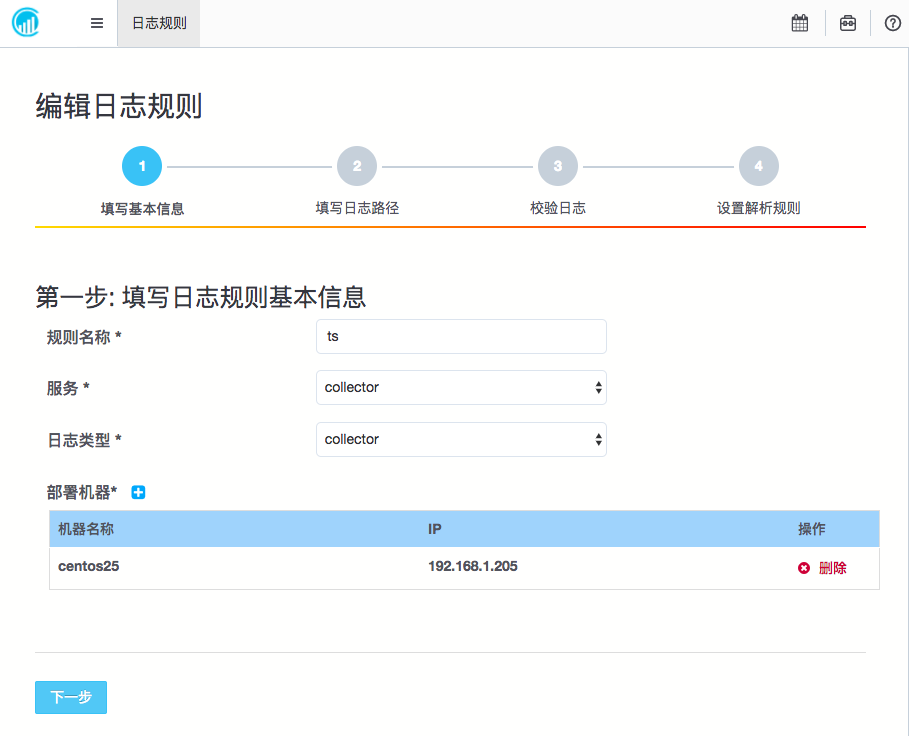 日志规则
编辑日志规则
1 2 3 4
填写基本信息 填写日志路径 校验日志 设置解析规则
第一步: 填写日志规则基本信息
规则名称 * ts
服务 * collector
日志类型 * collector
部署机器*
机器名称 IP 操作
centos25 192.168.1.205 删除
下一步